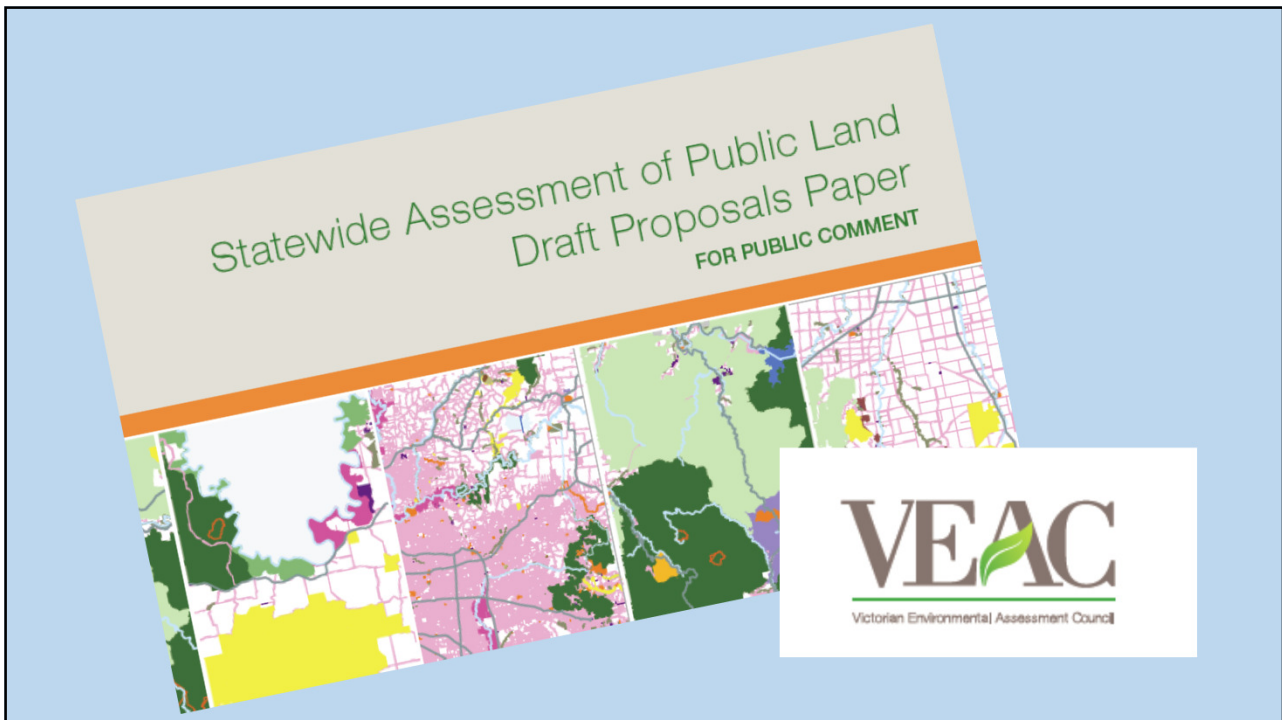 Statewide Assessment of Public Land
Draft Proposals Paper
FOR PUBLIC COMMENT
VEAC
Victorian Environmental Assessment Council